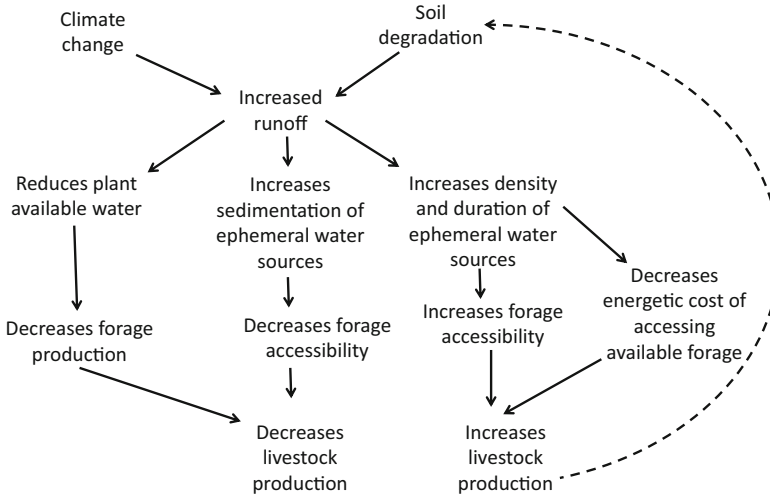 Climate
change
Soil
degradation
Increased
runoff
Reduces plant
available water
Increases
sedimentation of
ephemeral water
sources
Increases density
and duration of
ephemeral water
sources
Decreases
energetic cost of
accessing
available forage
Decreases forage
production
Decreases forage
accessibility
Increases forage
accessibility
Decreases
livestock
production
Increases
livestock
production